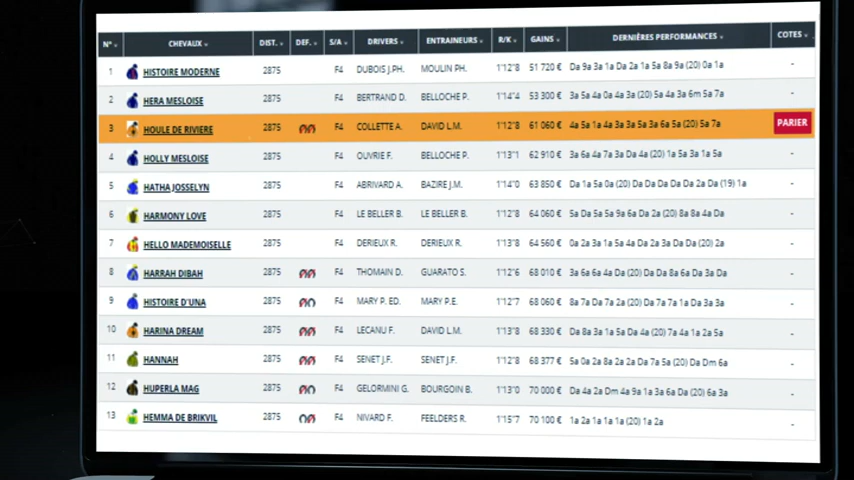 N° CHEVAUX DIST. DEF. S/A DRIVERS ENTRAINEURS R/K GAINS DERNIÈRES PERFORMANCES COTES
1 HISTOIRE MODERNE 2875 F4 DUBOIS J.PH. MOULIN PH. 1'12"8 51 720 € Da 9a 3a 1a Da 2a 1a 5a 8a 9a (20) 0a 1a -
2 HERA MESLOISE 2875 F4 BERTRAND D. BELLOCHE P. 1'14"4 53 300 € 3a 5a 4a 0a 4a 3a (20) 5a 4a 3a 6m 5a 7a -
3 HOULE DE RIVIERE 2875 F4 COLLETTE A. DAVID L.M. 1'12"8 61 060 € 4a 5a 1a 4a 3a 3a 5a 3a 6a 5a (20) 5a 7a PARIER
4 HOLLY MESLOISE 2875 F4 OUVRIE F. BELLOCHE P. 1'13"1 62 910 € 3a 6a 4a 7a 3a Da 4a (20) 1a 5a 3a 1a 5a -
5 HATHA JOSSELYN 2875 F4 ABRIVARD A. BAZIRE J.M. 1'14"0 63 850 € Da 1a 5a 0a (20) Da Da Da Da Da 2a Da (19) 1a -
6 HARMONY LOVE 2875 F4 LE BELLER B. LE BELLER B. 1'12"8 64 060 € 5a Da 5a 5a 9a 6a Da 2a (20) 8a 8a 4a Da -
7 HELLO MADEMOISELLE 2875 F4 DERIEUX R. DERIEUX R. 1'13"8 64 560 € 0a 2a 3a 1a 5a 4a Da 2a 3a Da Da (20) 2a -
8 HARRAH DIBAH 2875 F4 THOMAIN D. GUARATO S. 1'12"6 68 010 € 3a 6a 6a 4a Da (20) Da Da 8a 6a Da 3a Da -
9 HISTOIRE D'UNA 2875 F4 MARY P. ED. MARY P.E. 1'12"7 68 060 € 8a 7a Da 7a 2a (20) Da 7a 7a 1a Da 3a 3a -
10 HARINA DREAM 2875 F4 LECANU F. DAVID L.M. 1'13"8 68 330 € Da 8a 3a 1a 5a Da 4a (20) 7a 4a 1a 2a 5a -
11 HANNAH 2875 F4 SENET J.F. SENET J.F. 1'12"8 68 377 € 5a 0a 2a 8a 2a 2a Da 7a 5a (20) Da Dm 6a -
12 HUPERLA MAG 2875 F4 GELORMINI G. BOURGOIN B. 1'13"0 70 000 € Da 4a 2a Dm 4a 9a 1a 3a 6a Da (20) 6a 3a -
13 HEMMA DE BRIKVIL 2875 F4 NIVARD F. FEELDERS R. 1'15"7 70 100 € 1a 2a 1a 1a 1a (20) 1a 2a -